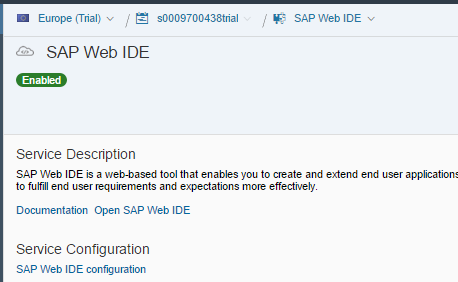 Europe (Trial) / s0009700438trial / SAP Web IDE
SAP Web IDE
Enabled
Service Description
SAP Web IDE is a web-based tool that enables you to create and extend end user applications
to fulfill end user requirements and expectations more effectively.
Documentation Open SAP Web IDE
Service Configuration
SAP Web IDE configuration